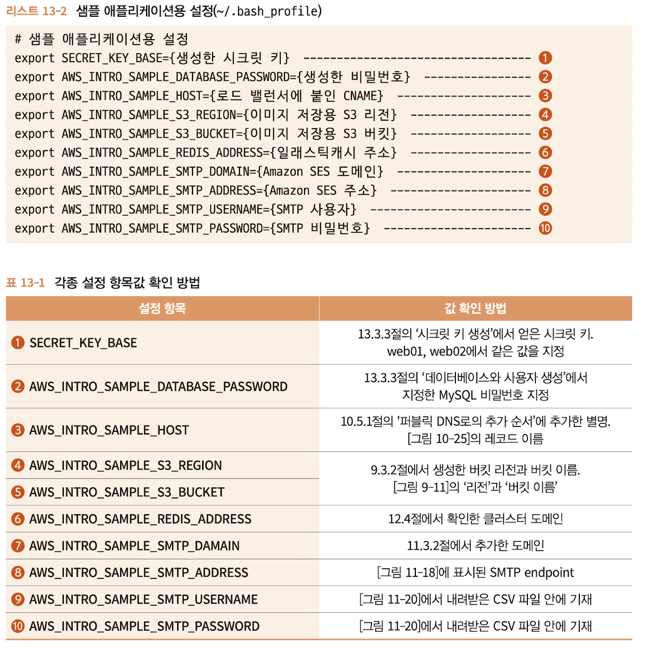 리스트 13-2 샘플 애플리케이션용 설정(~/.bash_profile)
# 샘플 애플리케이션용 설정
export SECRET_KEY_BASE={생성한 시크릿 키} ------------------------------ ❶
export AWS_INTRO_SAMPLE_DATABASE_PASSWORD={생성한 비밀번호} -------------- ❷
export AWS_INTRO_SAMPLE_HOST={로드 밸런서에 붙인 CNAME} ----------------- ❸
export AWS_INTRO_SAMPLE_S3_REGION={이미지 저장용 S3 리전} --------------- ❹
export AWS_INTRO_SAMPLE_S3_BUCKET={이미지 저장용 S3 버킷} --------------- ❺
export AWS_INTRO_SAMPLE_REDIS_ADDRESS={일래스틱캐시 주소} --------------- ❻
export AWS_INTRO_SAMPLE_SMTP_DOMAIN={Amazon SES 도메인} ----------------- ❼
export AWS_INTRO_SAMPLE_SMTP_ADDRESS={Amazon SES 주소} ------------------ ❽
export AWS_INTRO_SAMPLE_SMTP_USERNAME={SMTP 사용자} --------------------- ❾
export AWS_INTRO_SAMPLE_SMTP_PASSWORD={SMTP 비밀번호} ------------------- ❿
표 13-1 각종 설정 항목값 확인 방법
설정 항목 값 확인 방법
❶ SECRET_KEY_BASE
13.3.3절의 ‘시크릿 키 생성’에서 얻은 시크릿 키.
web01, web02에서 같은 값을 지정
❷ AWS_INTRO_SAMPLE_DATABASE_PASSWORD
13.3.3절의 ‘데이터베이스와 사용자 생성’에서
지정한 MySQL 비밀번호 지정
❸ AWS_INTRO_SAMPLE_HOST
10.5.1절의 '퍼블릭 DNS로의 추가 순서’에 추가한 별명.
[그림 10-25]의 레코드 이름
❹ AWS_INTRO_SAMPLE_S3_REGION
❺ AWS_INTRO_SAMPLE_S3_BUCKET
9.3.2절에서 생성한 버킷 리전과 버킷 이름.
[그림 9-11]의 ‘리전’과 ‘버킷 이름’
❻ AWS_INTRO_SAMPLE_REDIS_ADDRESS 12.4절에서 확인한 클러스터 도메인
❼ AWS_INTRO_SAMPLE_SMTP_DAMAIN 11.3.2절에서 추가한 도메인
❽ AWS_INTRO_SAMPLE_SMTP_ADDRESS [그림 11-18]에 표시된 SMTP endpoint
❾ AWS_INTRO_SAMPLE_SMTP_USERNAME [그림 11-20]에서 내려받은 CSV 파일 안에 기재
❿ AWS_INTRO_SAMPLE_SMTP_PASSWORD [그림 11-20]에서 내려받은 CSV 파일 안에 기재